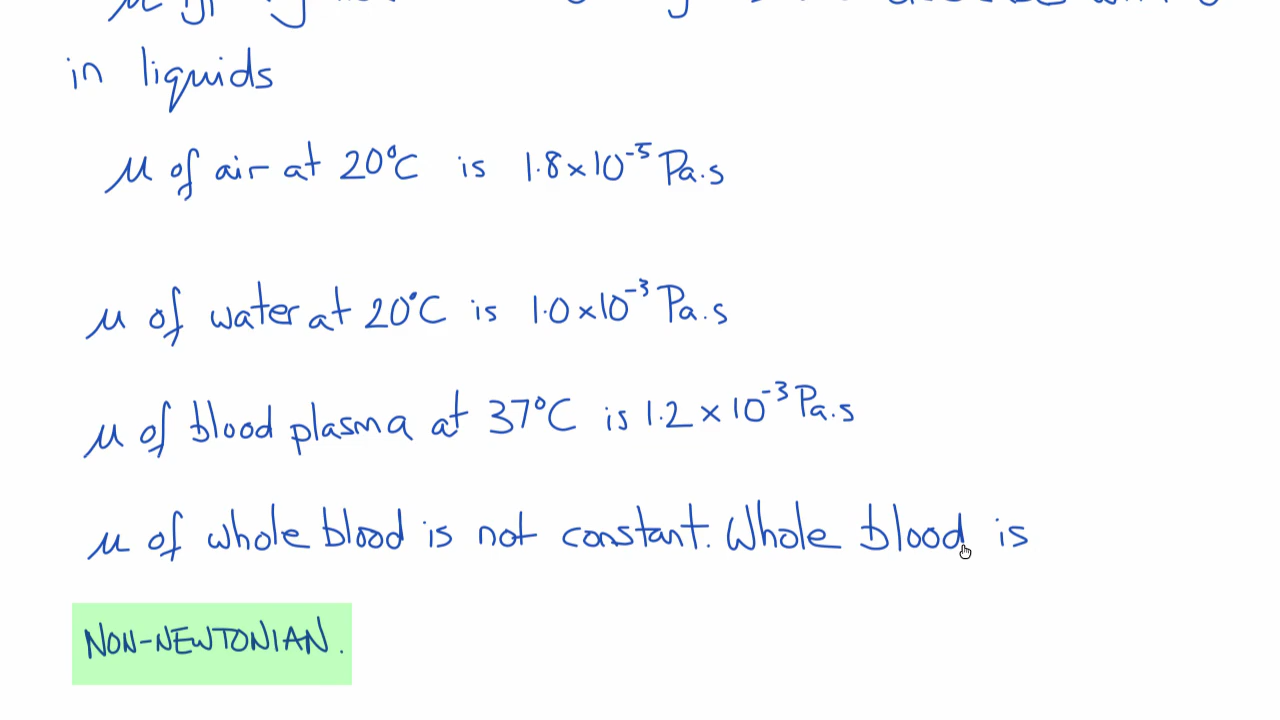 in liquids
μ of air at 20°C is 1.8×10⁻⁵ Pa.s
μ of water at 20°C is 1.0×10⁻³ Pa.s
μ of blood plasma at 37°C is 1.2×10⁻³ Pa.s
μ of whole blood is not constant. Whole blood is
NON-NEWTONIAN.